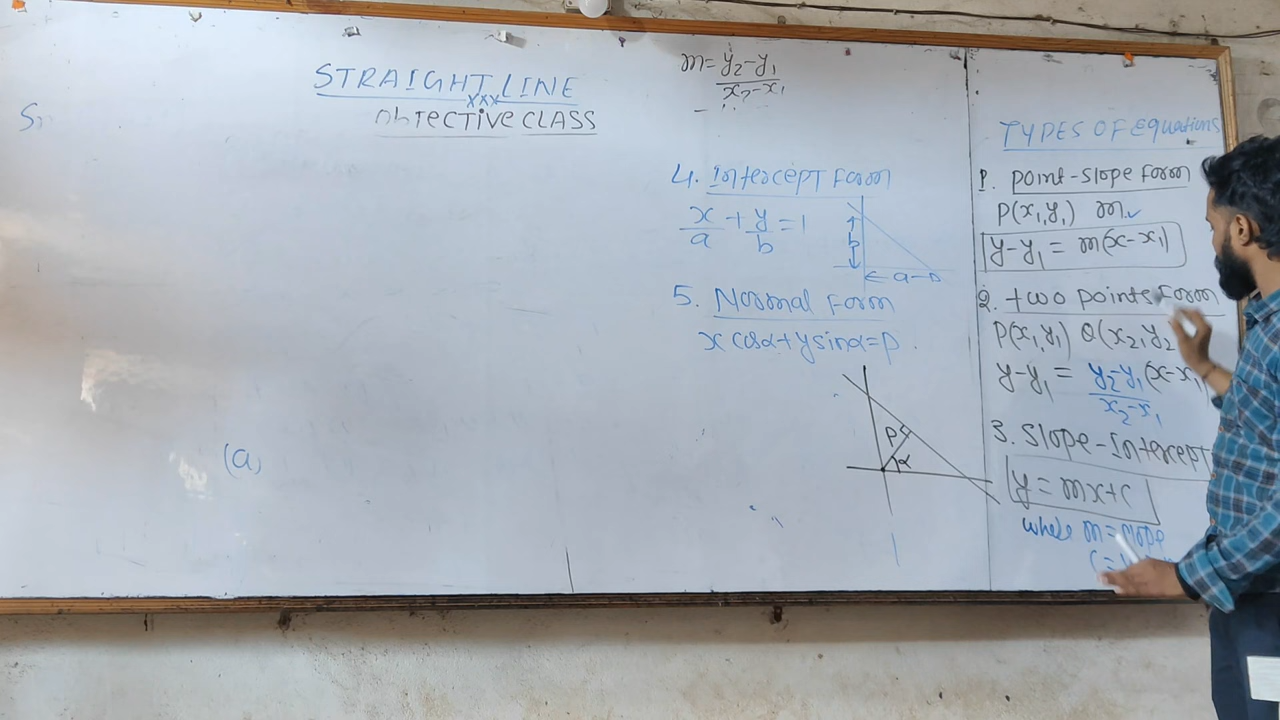 STRAIGHT LINE
xxx
ObJECTIVE CLASS
m = y₂-y₁ / x₂-x₁
(a)
4. Intercept Form
x/a + y/b = 1
b
a
5. Normal Form
x cosα + y sinα = P
P
α
TYPES OF Equations
1. point-slope Form
P(x₁,y₁) m
y-y₁ = m(x-x₁)
2. two points Form
P(x₁,y₁) Q(x₂,y₂
y-y₁ = y₂-y₁ / x₂-x₁ (x-x₁
3. Slope-Intercept
y = mx+c
where m = slope
c =